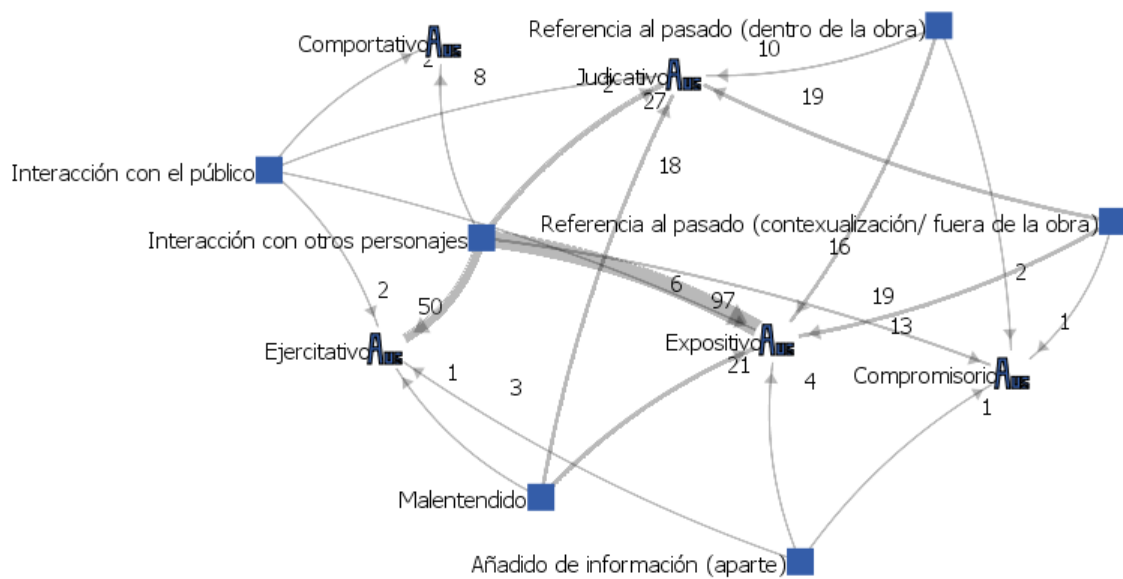 Referencia al pasado (dentro de la obra)
Comportativo
2
8
10
Judicativo
2
27
19
18
Interacción con el público
Referencia al pasado (contexualización/ fuera de la obra)
Interacción con otros personajes
16
2
6
97
19
2
50
13
1
Ejercitativo
Expositivo
21
Compromisorio
1
3
4
1
Malentendido
Añadido de información (aparte)